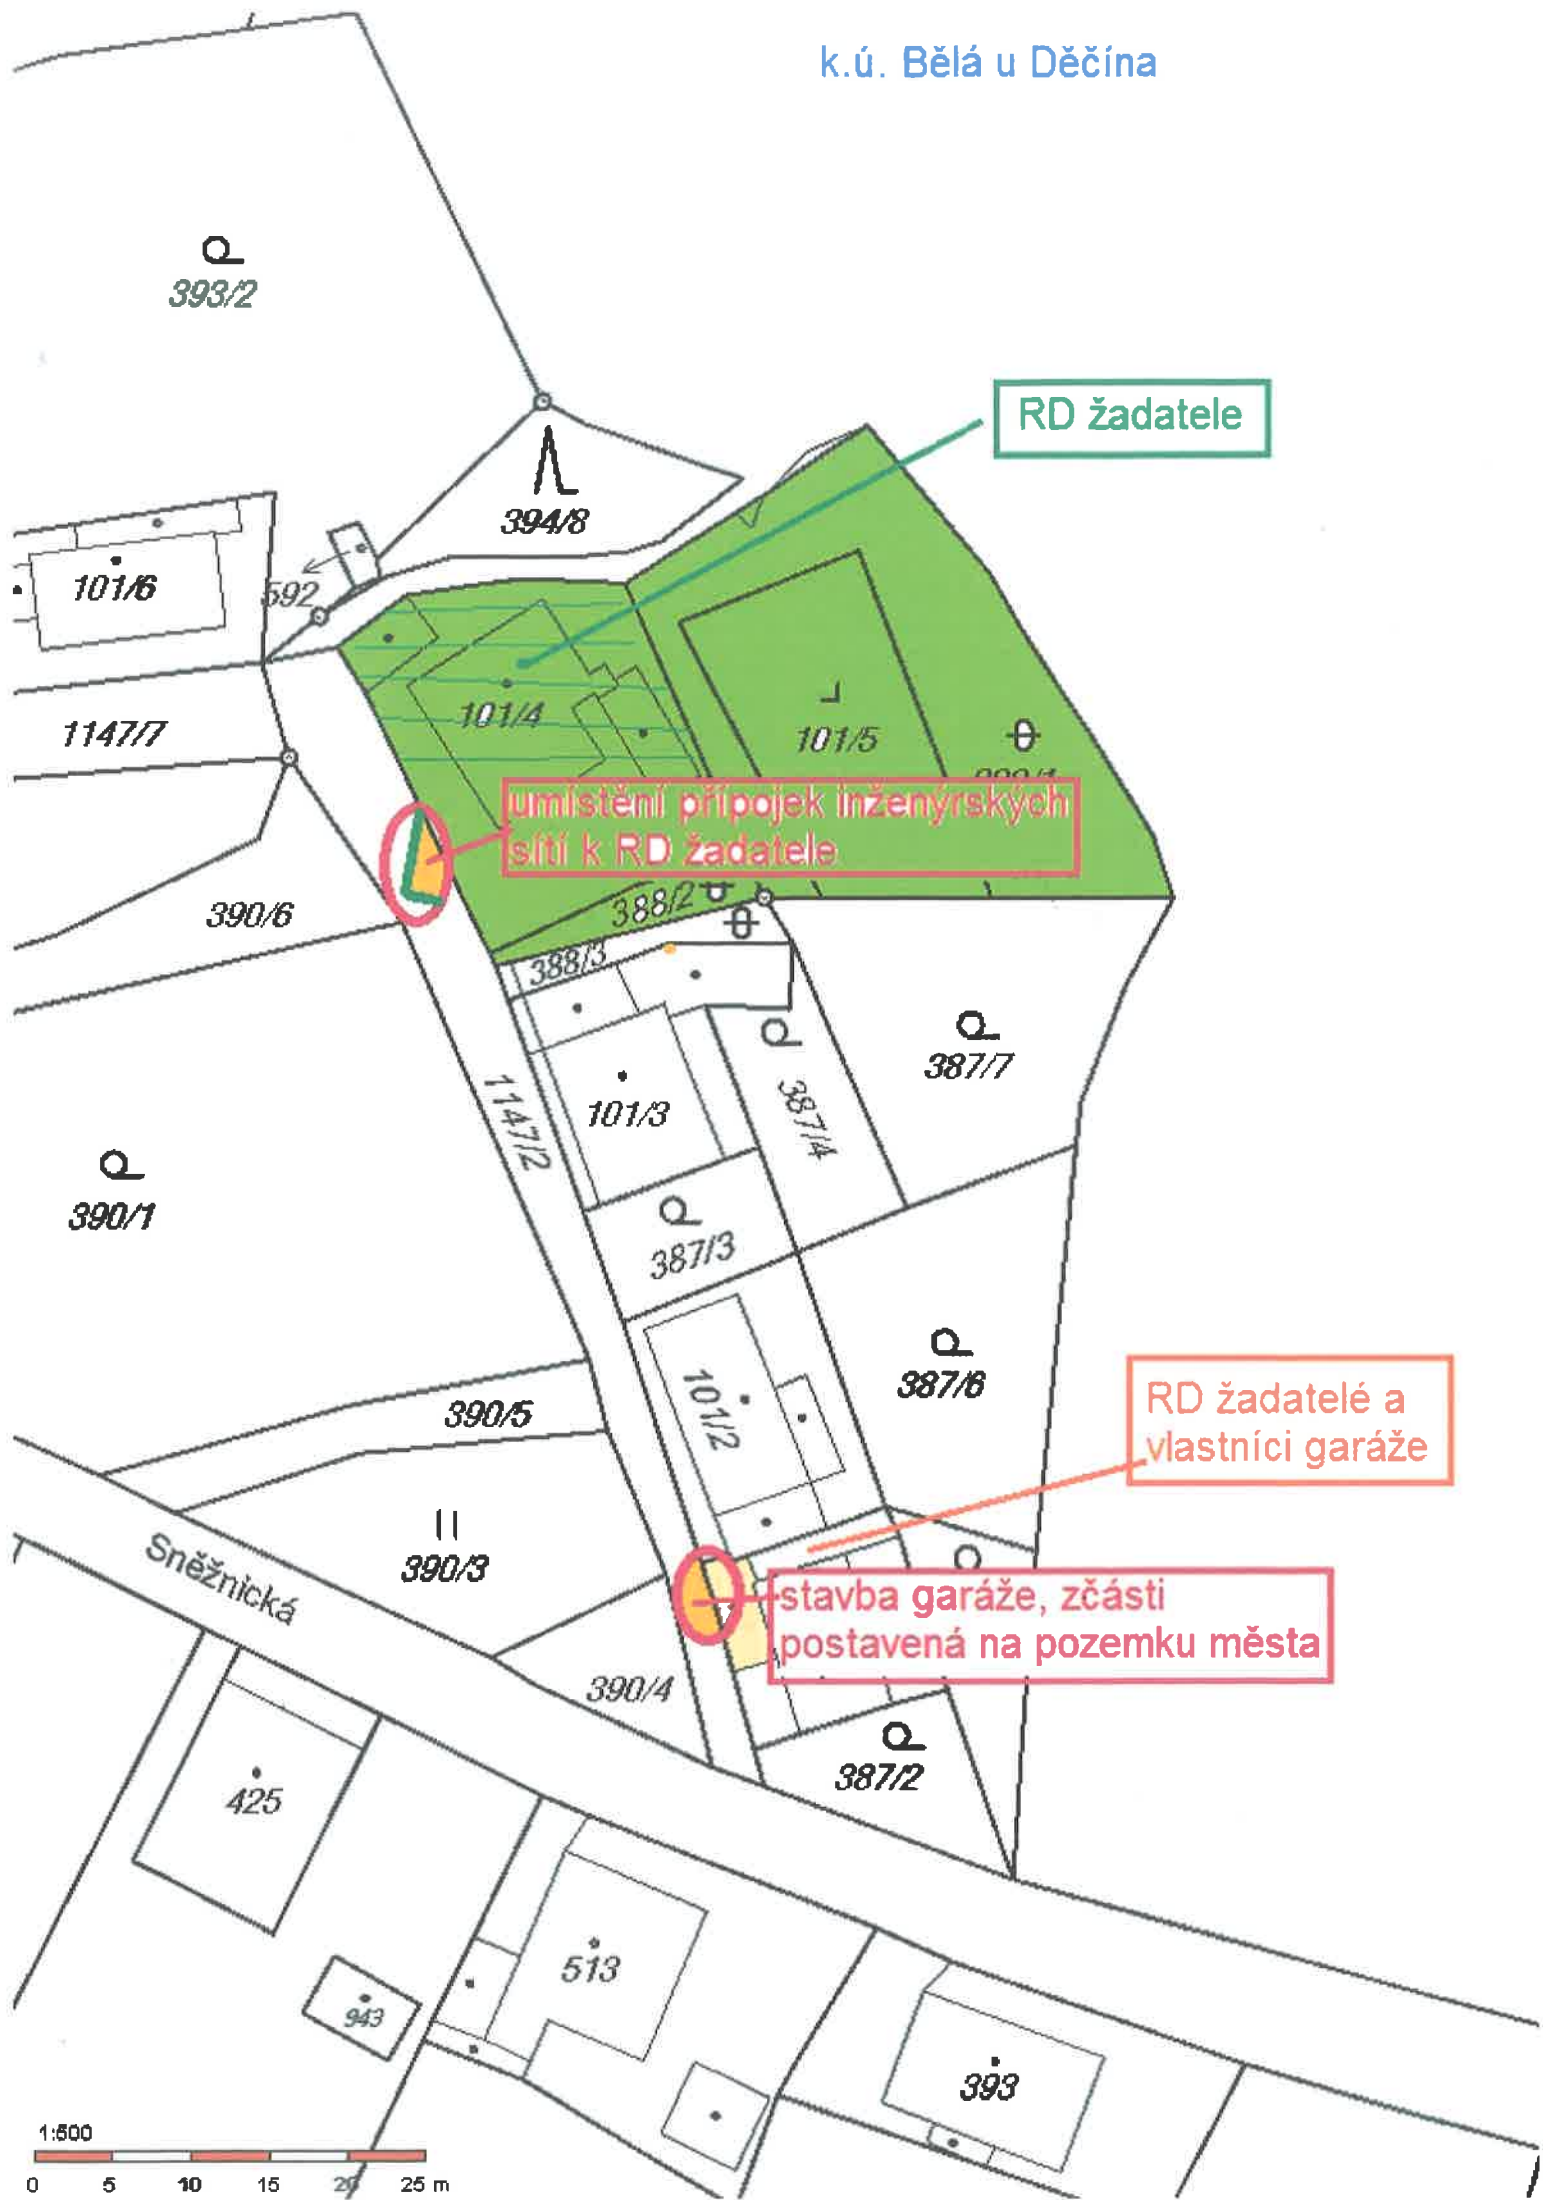 k.ú. Bělá u Děčína
393/2
RD žadatele
394/8
101/6
592
1147/7
101/4
101/5
umístění přípojek inženýrských
sítí k RD žadatele
390/6
388/2
388/3
387/7
101/3
387/4
1147/2
390/1
387/3
387/6
101/2
RD žadatelé a
vlastníci garáže
390/5
390/3
Sněžnická
stavba garáže, zčásti
postavená na pozemku města
390/4
387/2
425
513
943
393
1:500
0 5 10 15 20 25 m